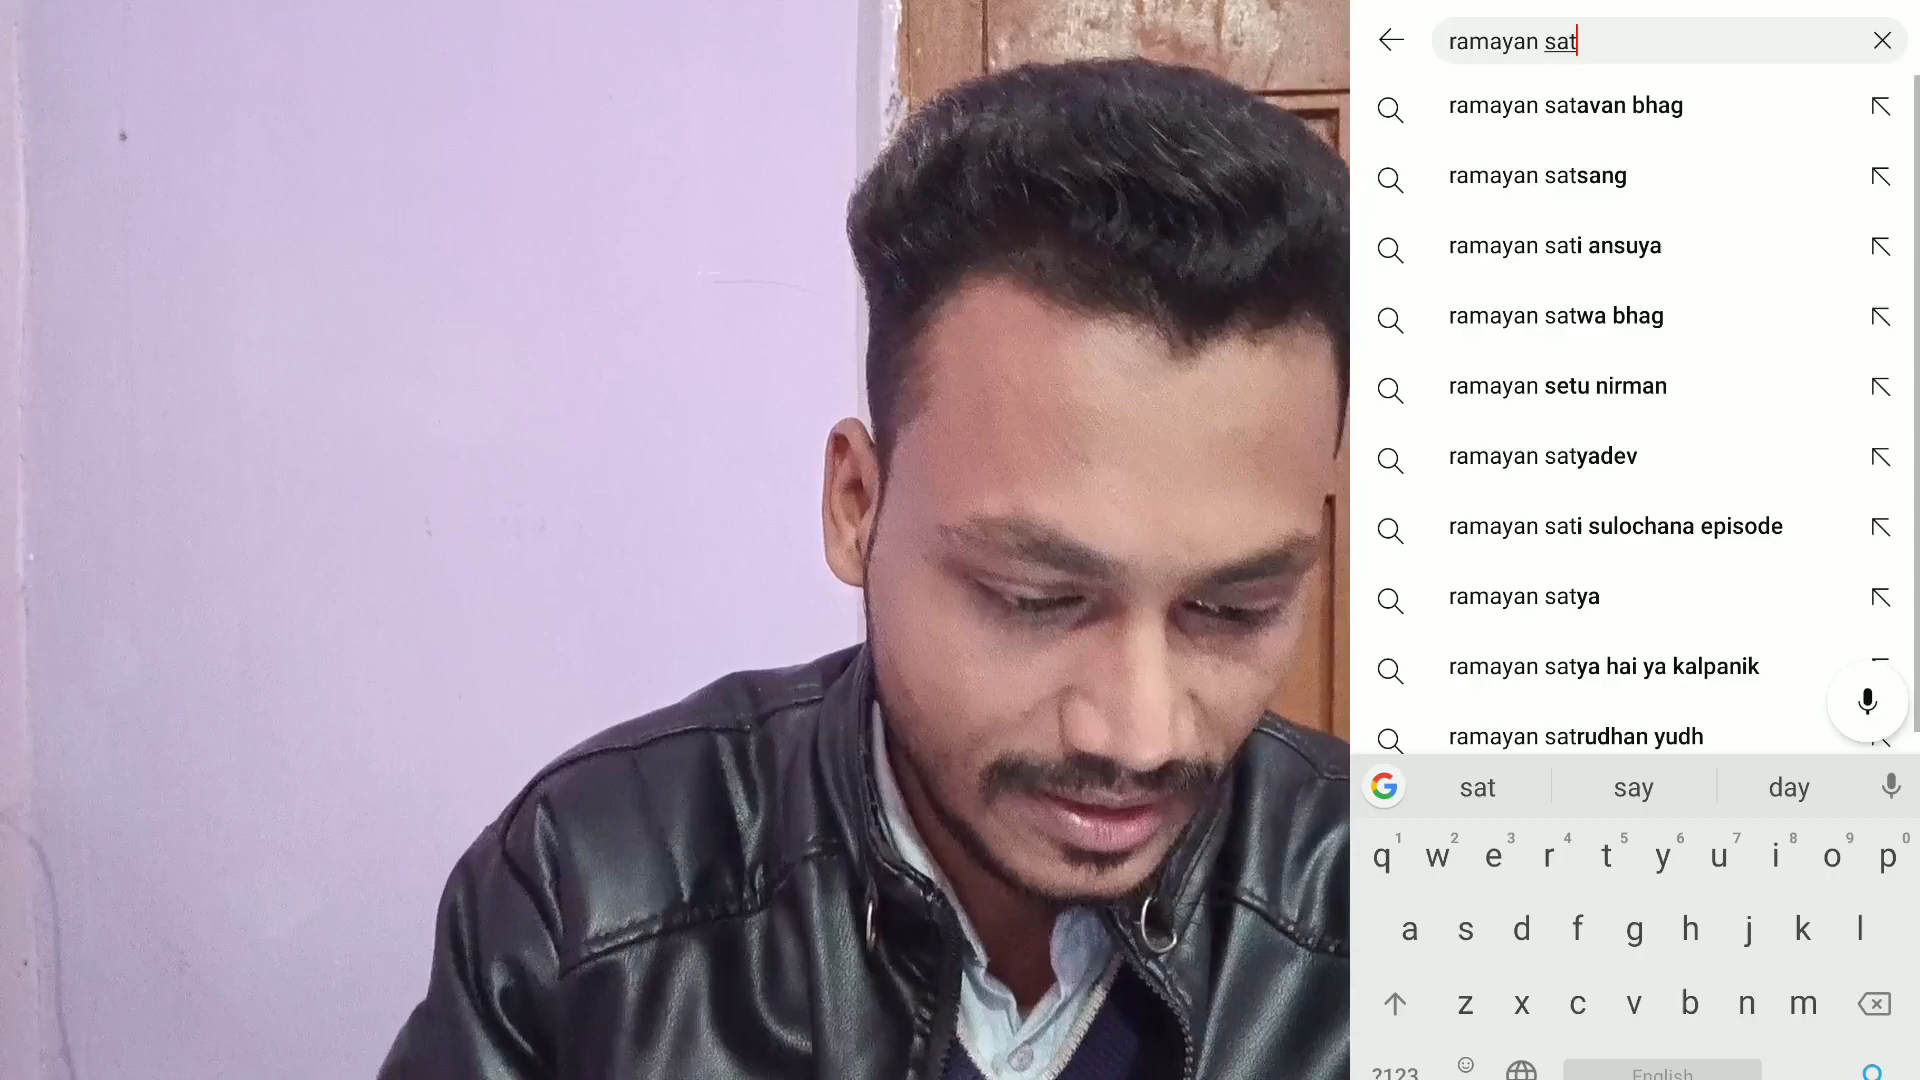 ramayan sat
ramayan satavan bhag
ramayan satsang
ramayan sati ansuya
ramayan satwa bhag
ramayan setu nirman
ramayan satyadev
ramayan sati sulochana episode
ramayan satya
ramayan satya hai ya kalpanik
ramayan satrudhan yudh
G sat say day
1 2 3 4 5 6 7 8 9 0
q w e r t y u i o p
a s d f g h j k l
z x c v b n m
?123 English